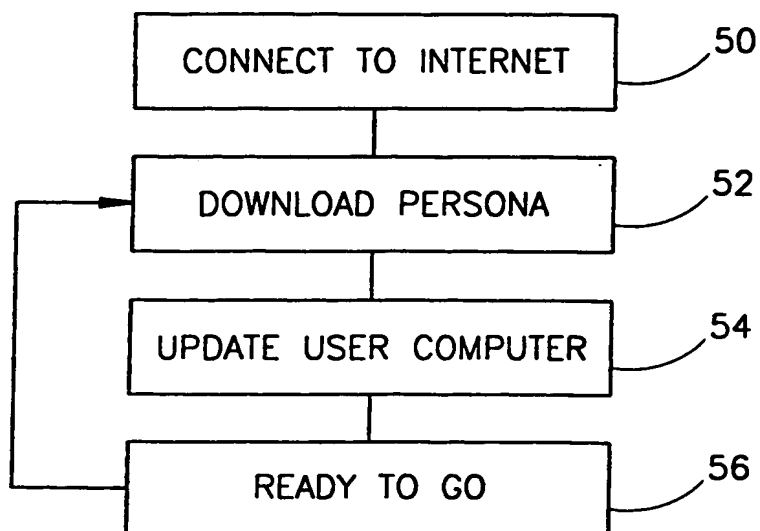 CONNECT TO INTERNET 50
DOWNLOAD PERSONA 52
UPDATE USER COMPUTER 54
READY TO GO 56